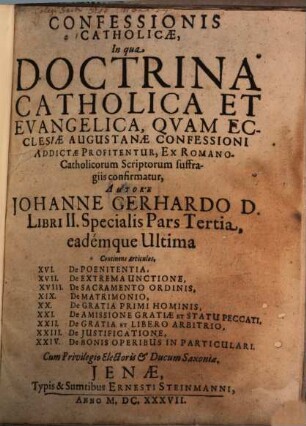 CONFESSIONIS
CATHOLICÆ,
In qua
DOCTRINA
CATHOLICA ET
EVANGELICA, QVAM EC-
CLESIÆ AUGUSTANÆ CONFESSIONI
ADDICTÆ PROFITENTUR, EX ROMANO-
Catholicorum Scriptorum suffra-
giis confirmatur,
AUTORE
JOHANNE GERHARDO D.
LIBRI II. Specialis Pars Tertia,
eadémque Ultima
Continens articulos,
XVI. DE POENITENTIA.
XVII. DE EXTREMA UNCTIONE,
XVIII. DE SACRAMENTO ORDINIS,
XIX. DE MATRIMONIO,
XX. DE GRATIA PRIMI HOMINIS,
XXI. DE AMISSIONE GRATIÆ ET STATU PECCATI,
XXII. DE GRATIA ET LIBERO ARBITRIO,
XXIII. DE JUSTIFICATIONE,
XXIV. DE BONIS OPERIBUS IN PARTICULARI.
Cum Privilegio Electoris & Ducum Saxoniæ,
JENÆ,
Typis & Sumtibus ERNESTI STEINMANNI,
ANNO M. DC. XXXVII.